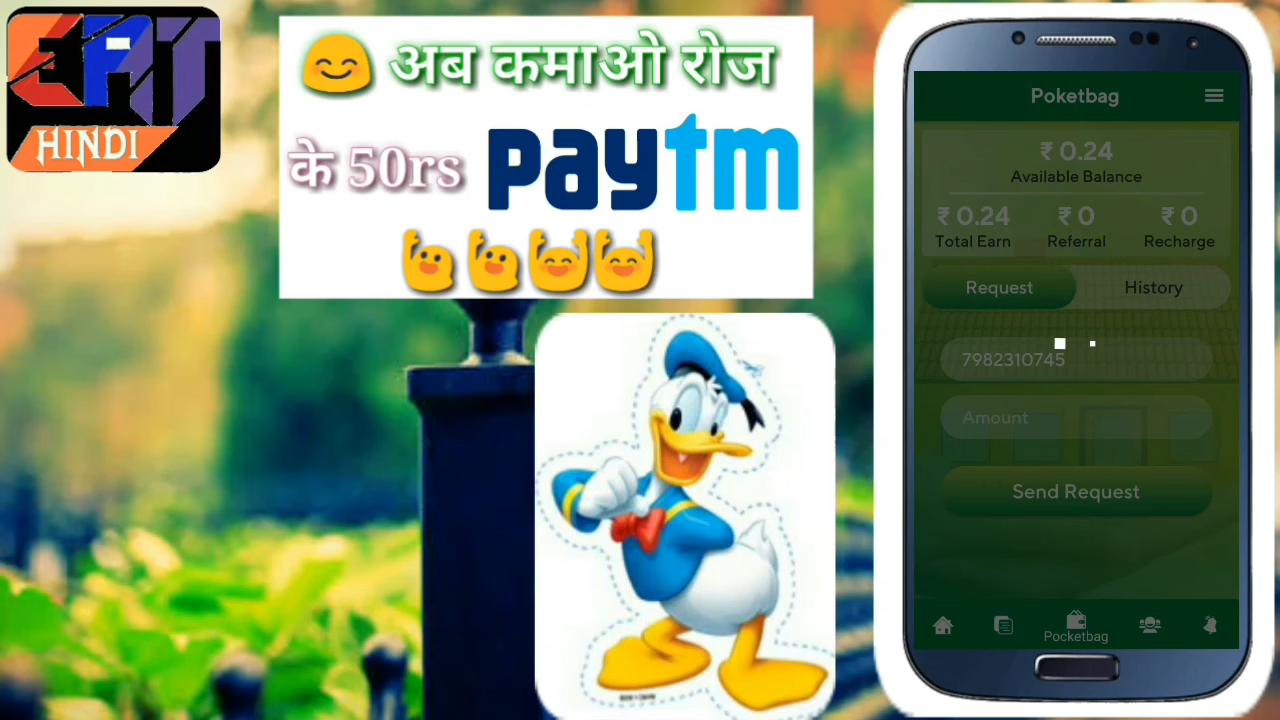 EAT
HINDI
अब कमाओ रोज
के 50rs paytm
Poketbag
₹ 0.24
Available Balance
₹ 0.24 ₹ 0 ₹ 0
Total Earn Referral Recharge
Request History
7982310745
Amount
Send Request
Pocketbag